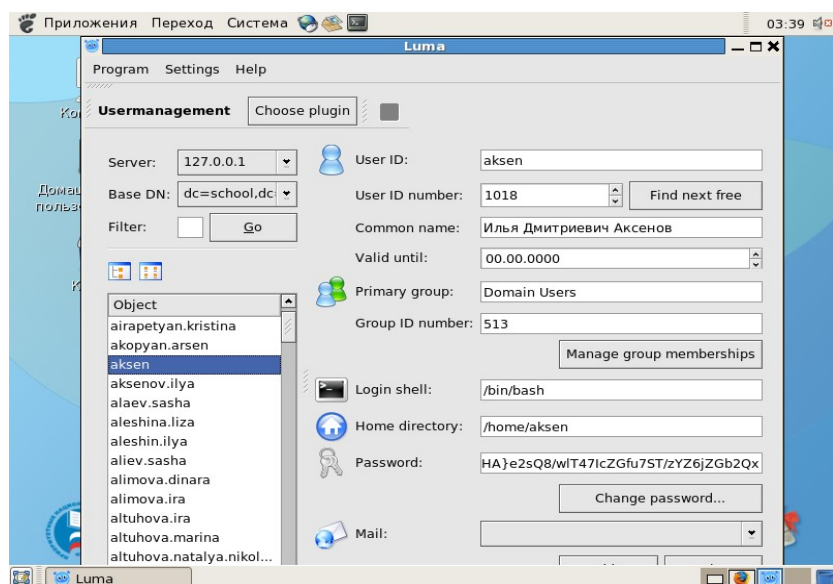 Приложения Переход Система
03:39
Luma
Program Settings Help
Usermanagement Choose plugin
Server: 127.0.0.1
Base DN: dc=school,dc
Filter: Go
Object
airapetyan.kristina
akopyan.arsen
aksen
aksenov.ilya
alaev.sasha
aleshina.liza
aleshin.ilya
aliev.sasha
alimova.dinara
alimova.ira
altuhova.ira
altuhova.marina
altuhova.natalya.nikol...
User ID: aksen
User ID number: 1018 Find next free
Common name: Илья Дмитриевич Аксенов
Valid until: 00.00.0000
Primary group: Domain Users
Group ID number: 513
Manage group memberships
Login shell: /bin/bash
Home directory: /home/aksen
Password: HA}e2sQ8/wlT47IcZGfu7ST/zYZ6jZGb2Qx
Change password...
Mail:
Luma